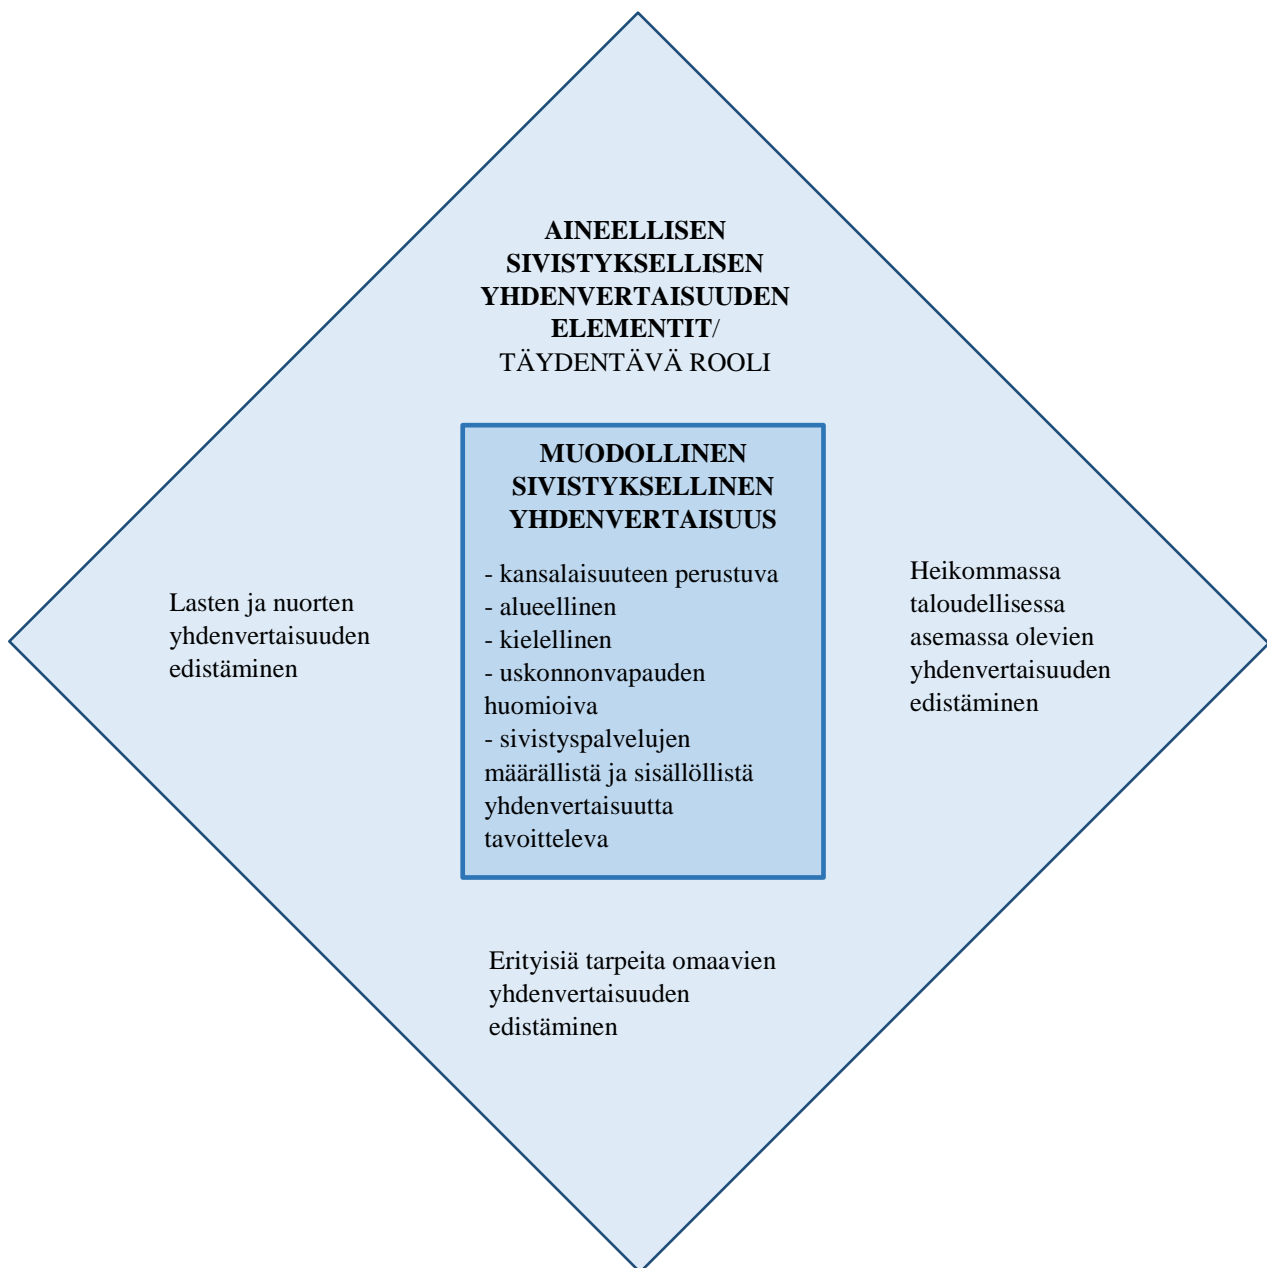 AINEELLISEN
SIVISTYKSELLISEN
YHDENVERTAISUUDEN
ELEMENTIT/
TÄYDENTÄVÄ ROOLI
MUODOLLINEN
SIVISTYKSELLINEN
YHDENVERTAISUUS
- kansalaisuuteen perustuva
- alueellinen
- kielellinen
- uskonnonvapauden
huomioiva
- sivistyspalvelujen
määrällistä ja sisällöllistä
yhdenvertaisuutta
tavoitteleva
Lasten ja nuorten
yhdenvertaisuuden
edistäminen
Heikommassa
taloudellisessa
asemassa olevien
yhdenvertaisuuden
edistäminen
Erityisiä tarpeita omaavien
yhdenvertaisuuden
edistäminen